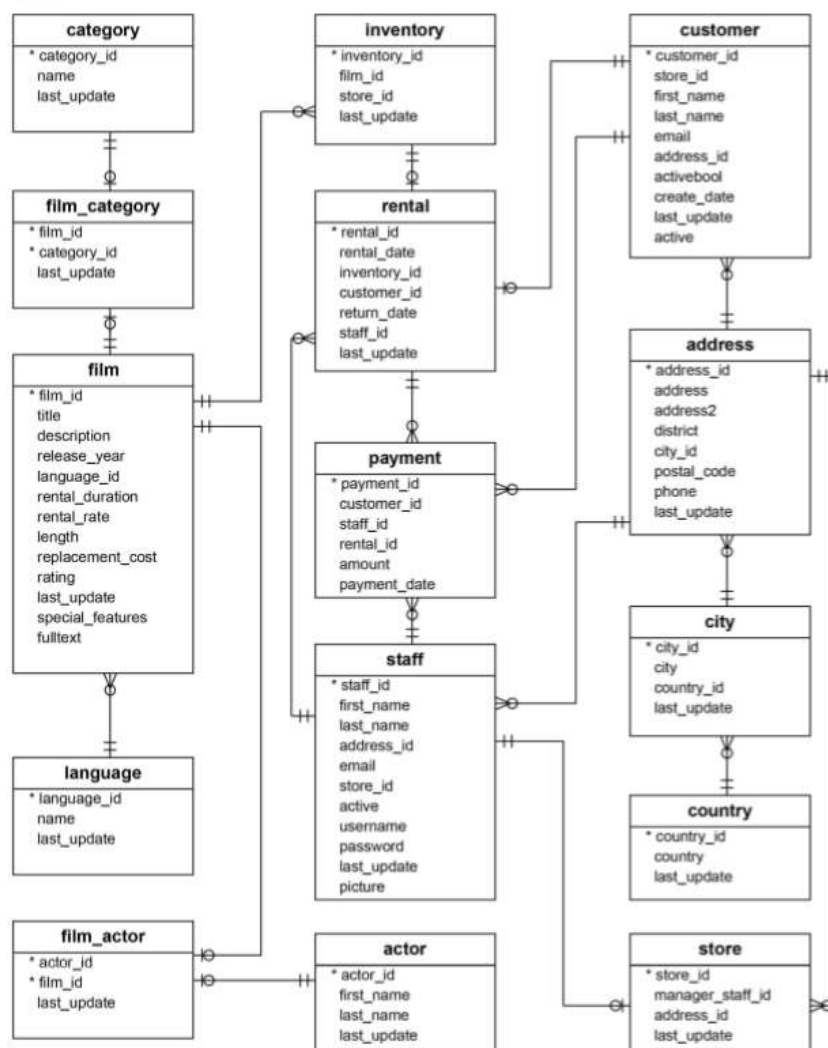 category
* category_id
name
last_update
film_category
* film_id
* category_id
last_update
film
* film_id
title
description
release_year
language_id
rental_duration
rental_rate
length
replacement_cost
rating
last_update
special_features
fulltext
language
* language_id
name
last_update
film_actor
* actor_id
* film_id
last_update
inventory
* inventory_id
film_id
store_id
last_update
rental
* rental_id
rental_date
inventory_id
customer_id
return_date
staff_id
last_update
payment
* payment_id
customer_id
staff_id
rental_id
amount
payment_date
staff
* staff_id
first_name
last_name
address_id
email
store_id
active
username
password
last_update
picture
actor
* actor_id
first_name
last_name
last_update
customer
* customer_id
store_id
first_name
last_name
email
address_id
activebool
create_date
last_update
active
address
* address_id
address
address2
district
city_id
postal_code
phone
last_update
city
* city_id
city
country_id
last_update
country
* country_id
country
last_update
store
* store_id
manager_staff_id
address_id
last_update